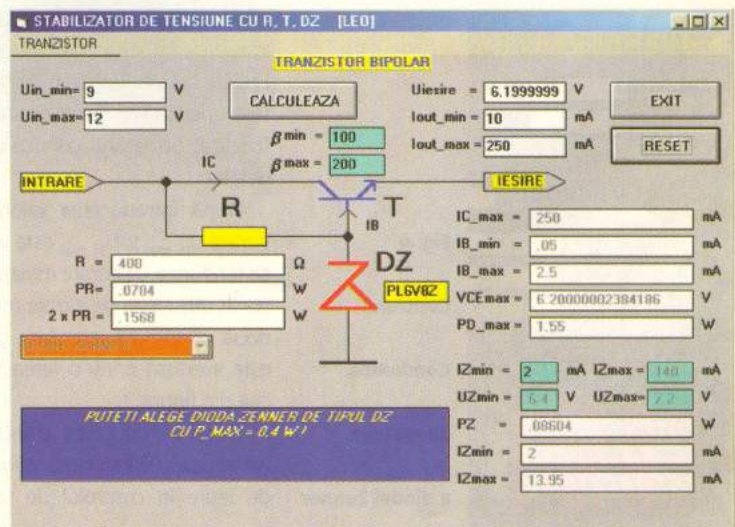 STABILIZATOR DE TENSIUNE CU R, T, DZ [LEO]
TRANZISTOR
TRANZISTOR BIPOLAR
Uin_min= 9 V
Uin_max= 12 V
CALCULEAZA
βmin = 100
βmax = 200
Uiesire = 6.1999999 V
Iout_min = 10 mA
Iout_max = 250 mA
EXIT
RESET
INTRARE
IC
IESIRE
R
T
IB
DZ
PL6V8Z
R = 400 Ω
PR= .0784 W
2 x PR = .1568 W
IC_max = 250 mA
IB_min = .05 mA
IB_max = 2.5 mA
VCEmax = 6.20000002384186 V
PD_max = 1.55 W
IZmin = 2 mA IZmax = 140 mA
UZmin = 6.4 V UZmax= 7.2 V
PZ = .08604 W
IZmin = 2 mA
IZmax = 13.95 mA
PUTETI ALEGE DIODA ZENNER DE TIPUL DZ
CU P_MAX = 0,4 W !